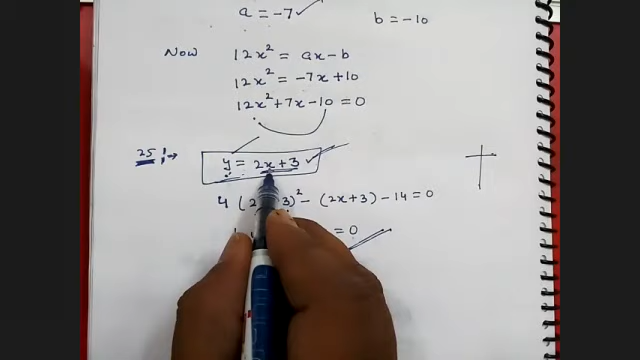 a = -7 ✓
b = -10
Now 12x² = ax - b
12x² = -7x + 10
12x² + 7x - 10 = 0
25 :→ y = 2x + 3 ✓
4 (2 3)² - (2x + 3) - 14 = 0
= 0